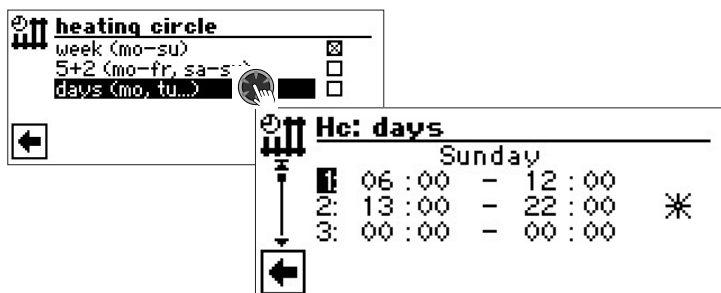 heating circle
week (mo-su)
5+2 (mo-fr, sa-s
days (mo, tu...)
Hc: days
Sunday
1: 06:00 - 12:00
2: 13:00 - 22:00
3: 00:00 - 00:00